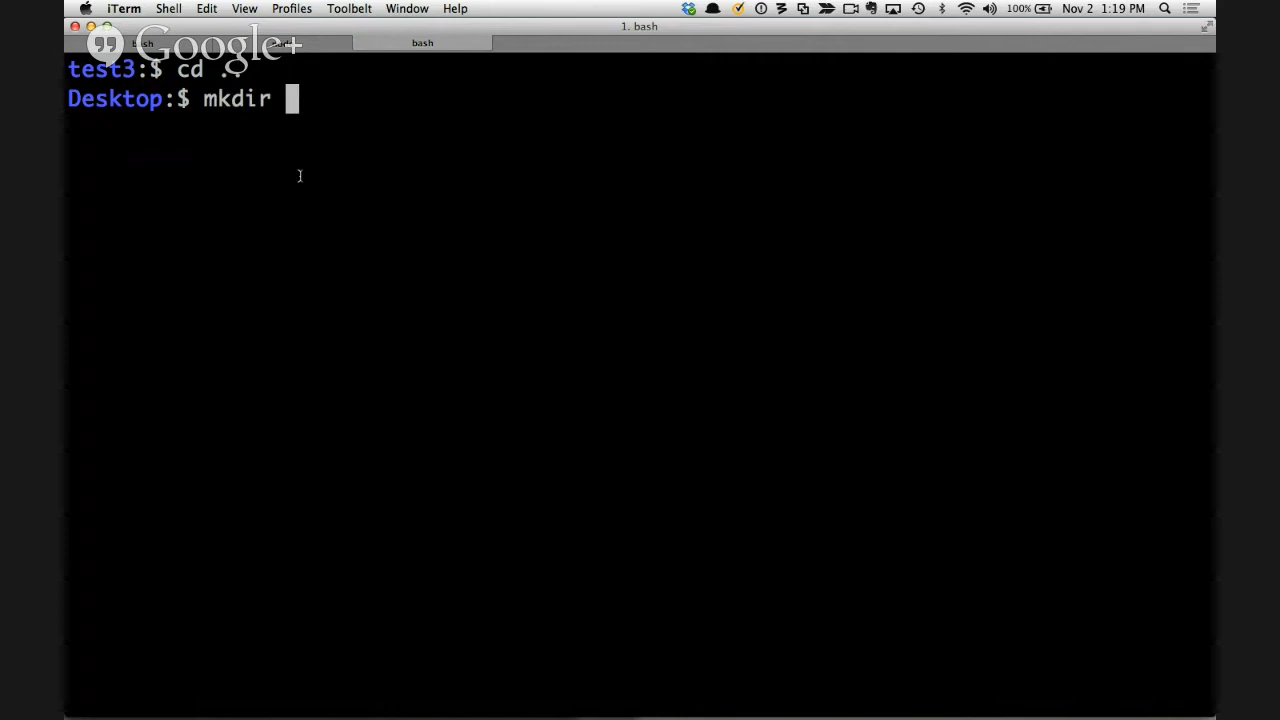 iTerm Shell Edit View Profiles Toolbelt Window Help 100% Nov 2 1:19 PM
1. bash
bash bash
Google+
test3:$ cd ..
Desktop:$ mkdir